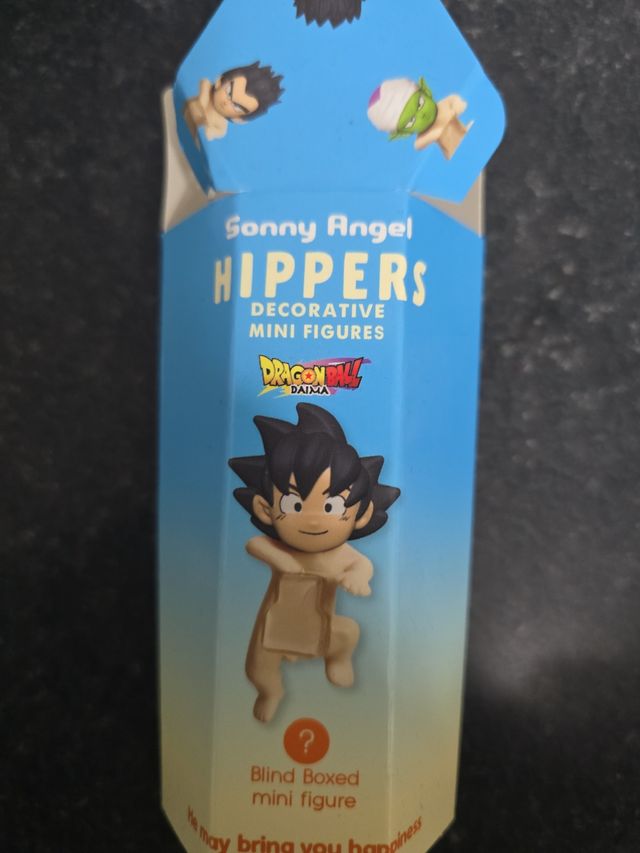 Sonny Angel
HIPPERS
DECORATIVE
MINI FIGURES
DRAGON BALL
DAIMA
?
Blind Boxed
mini figure
He may bring you happiness